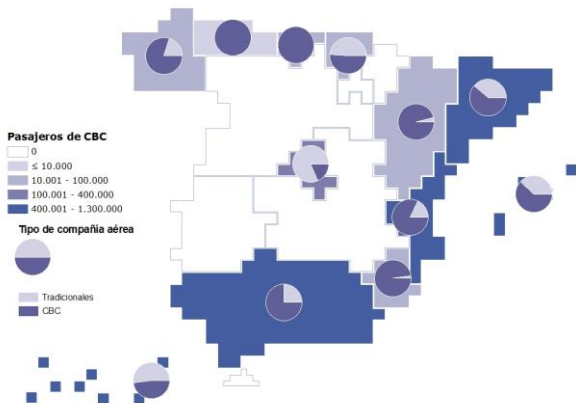 Pasajeros de CBC
0
≤ 10.000
10.001 - 100.000
100.001 - 400.000
400.001 - 1.300.000
Tipo de compañia aérea
Tradicionales
CBC